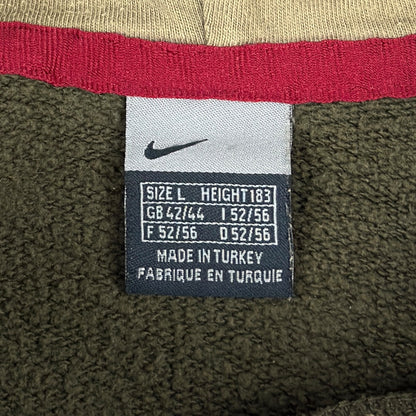 SIZE L HEIGHT 183
GB 42/44 I 52/56
F 52/56 D 52/56
MADE IN TURKEY
FABRIQUE EN TURQUIE